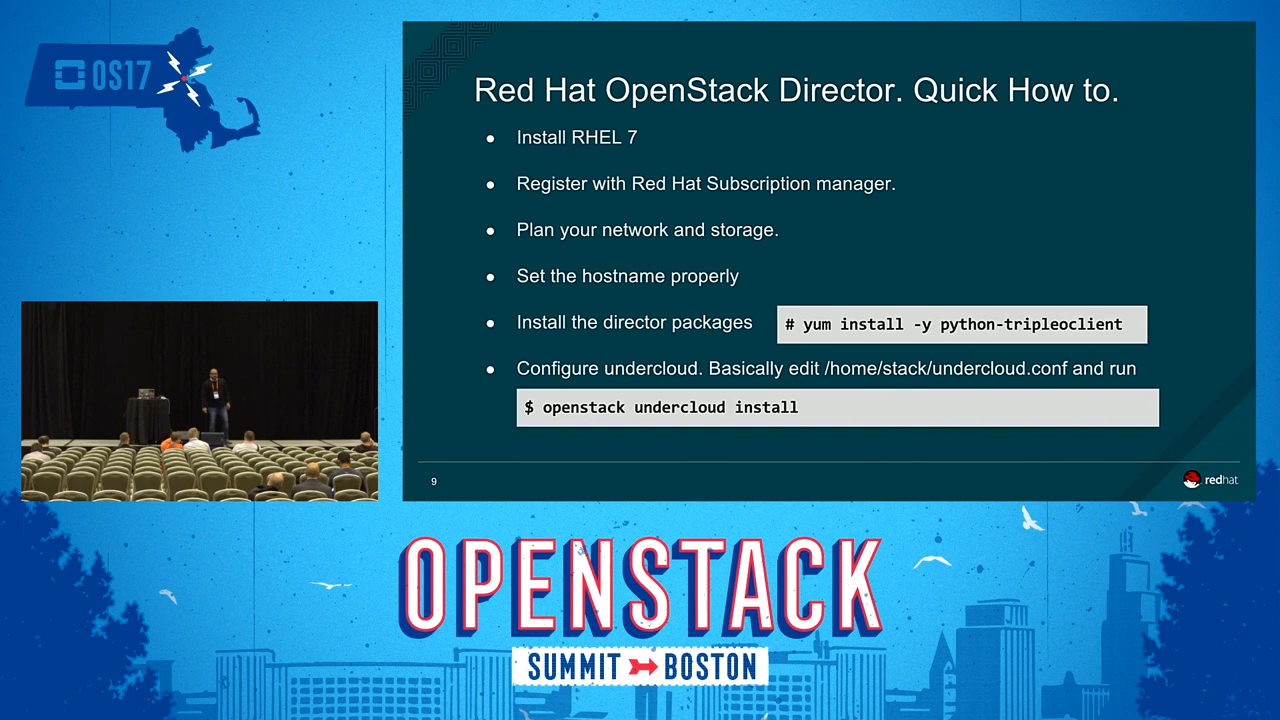 OS17
Red Hat OpenStack Director. Quick How to.
● Install RHEL 7
● Register with Red Hat Subscription manager.
● Plan your network and storage.
● Set the hostname properly
● Install the director packages
# yum install -y python-tripleoclient
● Configure undercloud. Basically edit /home/stack/undercloud.conf and run
$ openstack undercloud install
9
redhat.
OPENSTACK
SUMMIT BOSTON